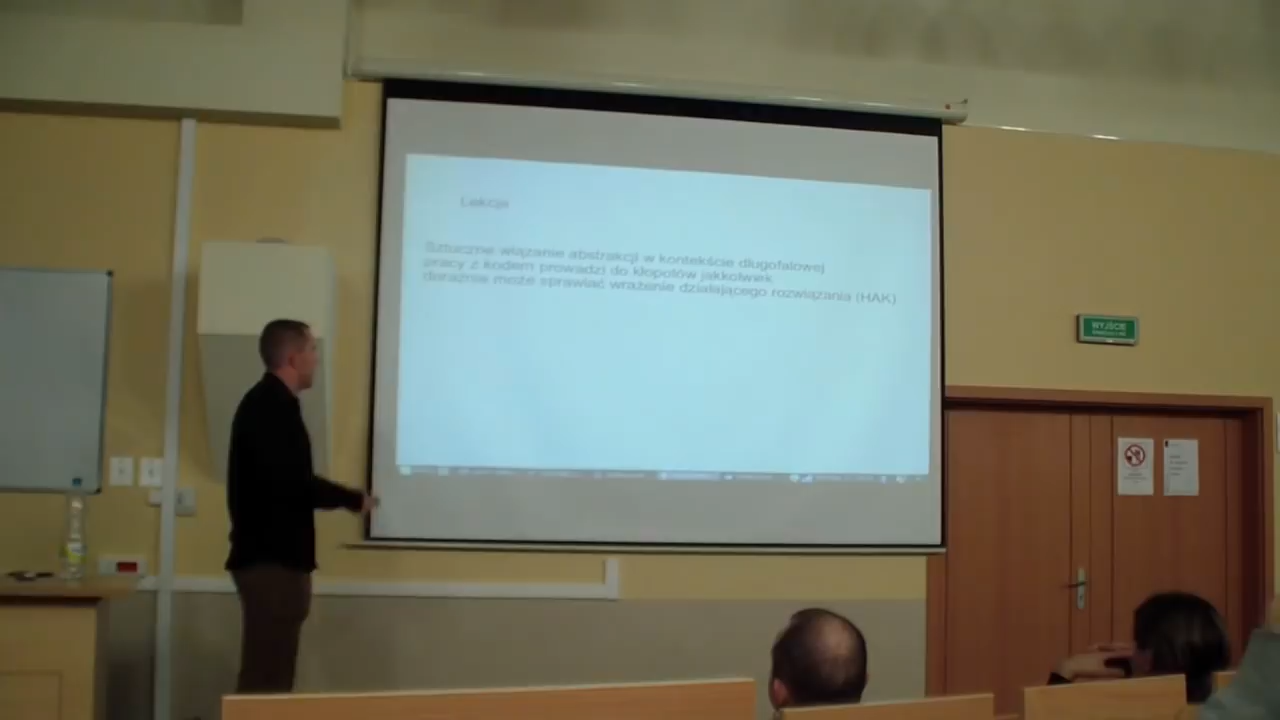 Lekcje
Sztuczne wiązanie abstrakcji w kontekście długofalowej
pracy z kodem prowadzi do kłopotów jakkolwiek
doraźnie może sprawiać wrażenie działającego rozwiązania (HAK)
WYJŚCIE